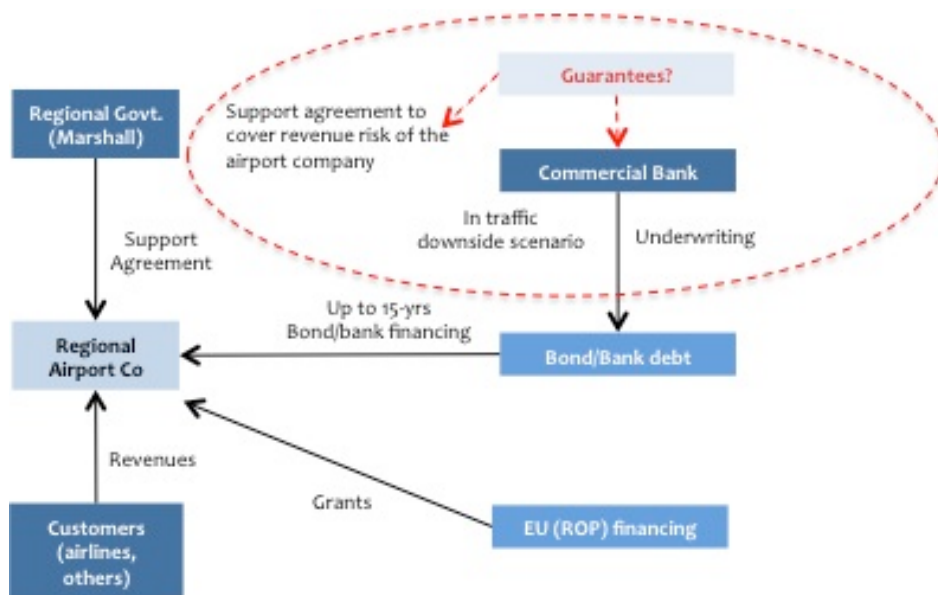 Guarantees?
Regional Govt.
(Marshall)
Support agreement to
cover revenue risk of the
airport company
Commercial Bank
In traffic
downside scenario
Underwriting
Support
Agreement
Up to 15-yrs
Bond/bank financing
Regional
Airport Co
Bond/Bank debt
Revenues
Grants
Customers
(airlines,
others)
EU (ROP) financing